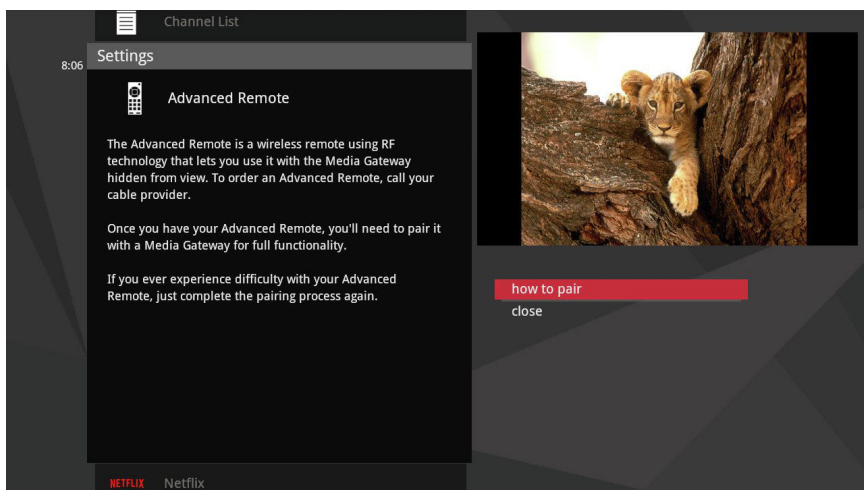 Channel List
8:06
Settings
Advanced Remote
The Advanced Remote is a wireless remote using RF
technology that lets you use it with the Media Gateway
hidden from view. To order an Advanced Remote, call your
cable provider.
Once you have your Advanced Remote, you'll need to pair it
with a Media Gateway for full functionality.
If you ever experience difficulty with your Advanced
Remote, just complete the pairing process again.
how to pair
close
NETFLIX Netflix